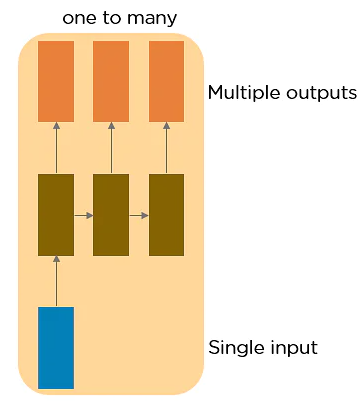 one to many
Multiple outputs
Single input